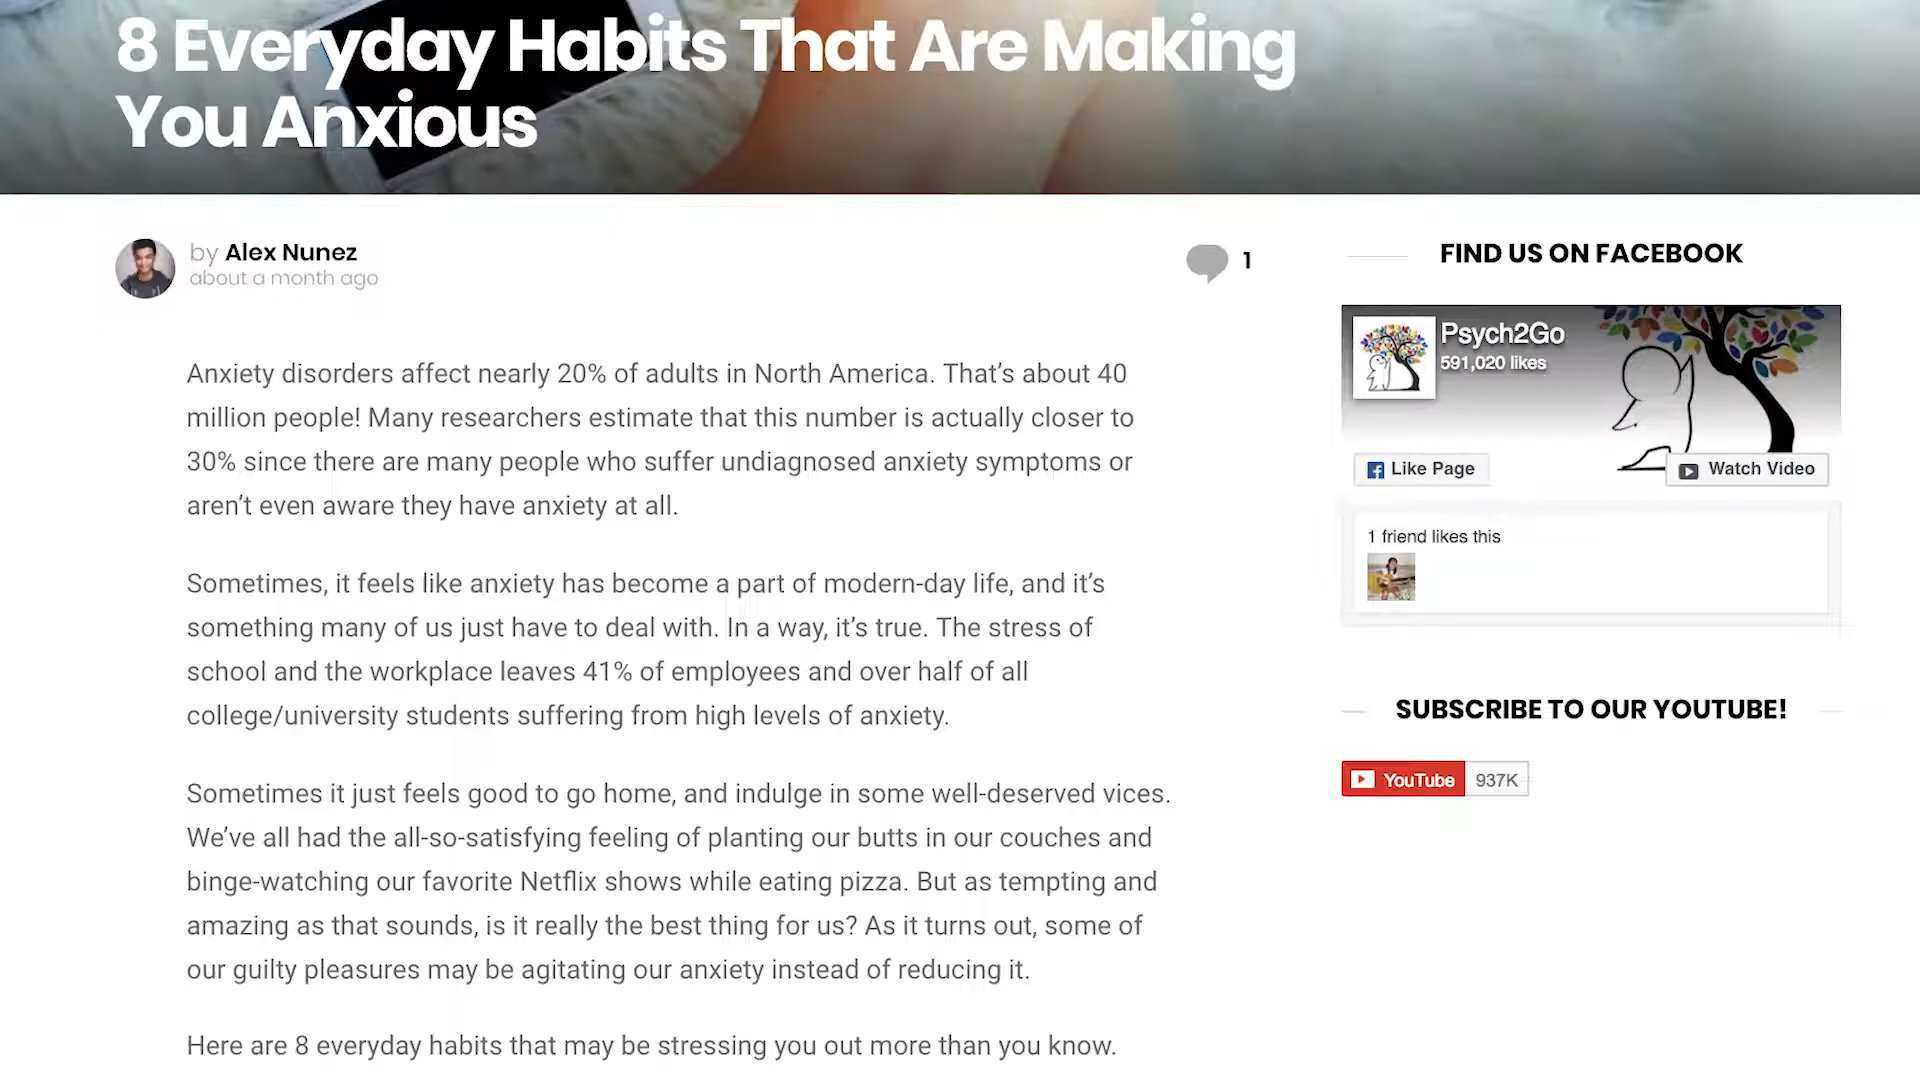 8 Everyday Habits That Are Making
You Anxious
by Alex Nunez
about a month ago
1
Anxiety disorders affect nearly 20% of adults in North America. That’s about 40
million people! Many researchers estimate that this number is actually closer to
30% since there are many people who suffer undiagnosed anxiety symptoms or
aren’t even aware they have anxiety at all.
Sometimes, it feels like anxiety has become a part of modern-day life, and it’s
something many of us just have to deal with. In a way, it’s true. The stress of
school and the workplace leaves 41% of employees and over half of all
college/university students suffering from high levels of anxiety.
Sometimes it just feels good to go home, and indulge in some well-deserved vices.
We’ve all had the all-so-satisfying feeling of planting our butts in our couches and
binge-watching our favorite Netflix shows while eating pizza. But as tempting and
amazing as that sounds, is it really the best thing for us? As it turns out, some of
our guilty pleasures may be agitating our anxiety instead of reducing it.
Here are 8 everyday habits that may be stressing you out more than you know.
FIND US ON FACEBOOK
Psych2Go
591,020 likes
Like Page
Watch Video
1 friend likes this
SUBSCRIBE TO OUR YOUTUBE!
YouTube 937K